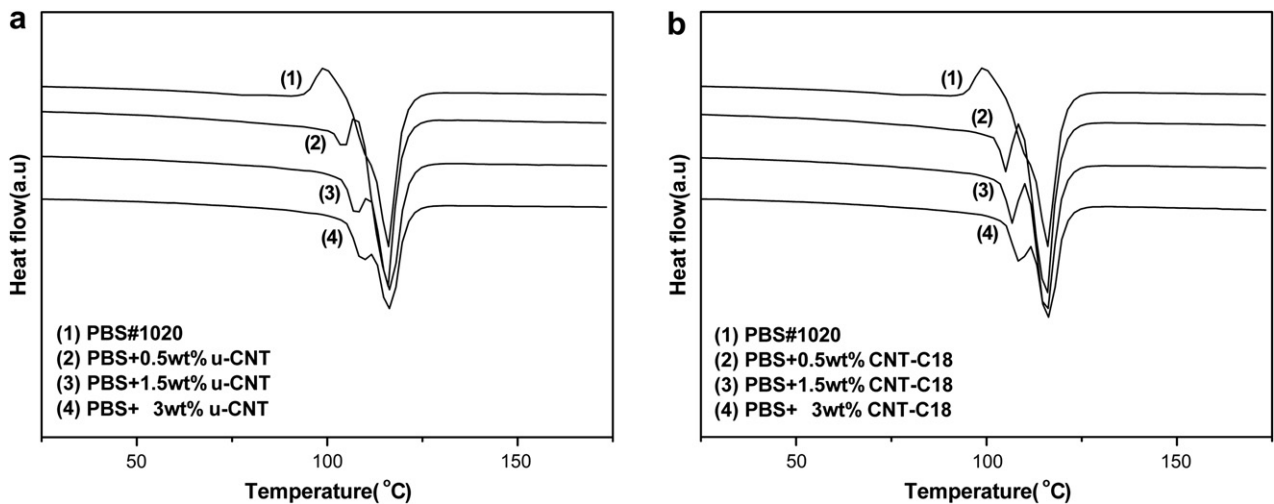 a
(1)
(2)
(3)
(4)
Heat flow(a.u)
(1) PBS#1020
(2) PBS+0.5wt% u-CNT
(3) PBS+1.5wt% u-CNT
(4) PBS+ 3wt% u-CNT
50 100 150
Temperature(°C)
b
(1)
(2)
(3)
(4)
Heat flow(a.u)
(1) PBS#1020
(2) PBS+0.5wt% CNT-C18
(3) PBS+1.5wt% CNT-C18
(4) PBS+ 3wt% CNT-C18
50 100 150
Temperature(°C)